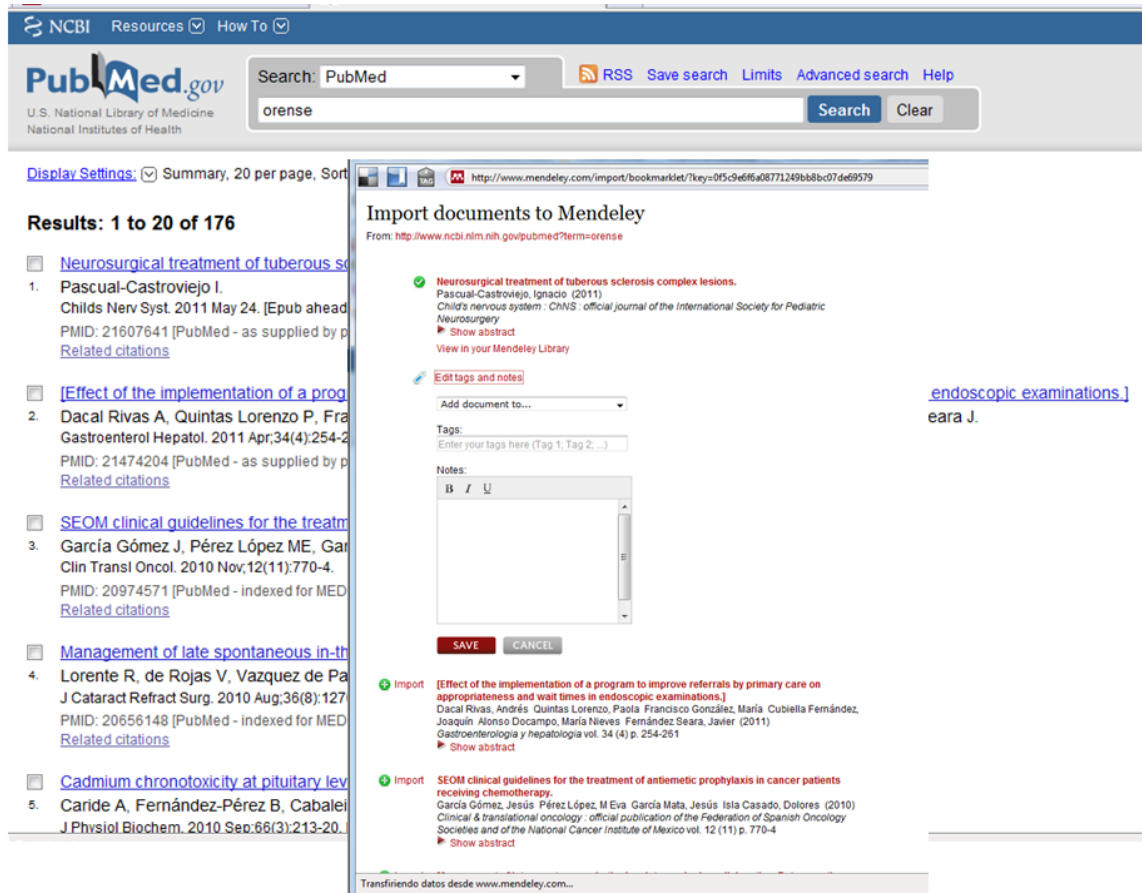 NCBI Resources How To
PubMed.gov
U.S. National Library of Medicine
National Institutes of Health
Search: PubMed
RSS Save search Limits Advanced search Help
orense
Search Clear
Display Settings: Summary, 20 per page, Sort
Results: 1 to 20 of 176
Neurosurgical treatment of tuberous
1. Pascual-Castroviejo I.
Childs Nerv Syst. 2011 May 24. [Epub ahead
PMID: 21607641 [PubMed - as supplied by p
Related citations
[Effect of the implementation of a prog
endoscopic examinations.]
2. Dacal Rivas A, Quintas Lorenzo P, Fra
eara J.
Gastroenterol Hepatol. 2011 Apr;34(4):254-2
PMID: 21474204 [PubMed - as supplied by p
Related citations
SEOM clinical guidelines for the treatm
3. García Gómez J, Pérez López ME, Gar
Clin Transl Oncol. 2010 Nov;12(11):770-4.
PMID: 20974571 [PubMed - indexed for MED
Related citations
Management of late spontaneous in-th
4. Lorente R, de Rojas V, Vazquez de Pa
J Cataract Refract Surg. 2010 Aug;36(8):127
PMID: 20656148 [PubMed - indexed for MED
Related citations
Cadmium chronotoxicity at pituitary lev
5. Caride A, Fernández-Pérez B, Cabalei
J Physiol Biochem. 2010 Sep;66(3):213-20.
TAG
http://www.mendeley.com/import/bookmarklet/?key=0f5c9e6f6a08771249bb8bc07de69579
Import documents to Mendeley
From: http://www.ncbi.nlm.nih.gov/pubmed?term=orense
Neurosurgical treatment of tuberous sclerosis complex lesions.
Pascual-Castroviejo, Ignacio (2011)
Child's nervous system : ChNS : official journal of the International Society for Pediatric
Neurosurgery
Show abstract
View in your Mendeley Library
Edit tags and notes
Add document to...
Tags:
Enter your tags here (Tag 1; Tag 2; ...)
Notes:
B I U
SAVE CANCEL
Import [Effect of the implementation of a program to improve referrals by primary care on
appropriateness and wait times in endoscopic examinations.]
Dacal Rivas, Andrés Quintas Lorenzo, Paola Francisco González, María Cubiella Fernández,
Joaquín Alonso Docampo, María Nieves Fernández Seara, Javier (2011)
Gastroenterología y hepatología vol. 34 (4) p. 254-261
Show abstract
Import SEOM clinical guidelines for the treatment of antiemetic prophylaxis in cancer patients
receiving chemotherapy.
García Gómez, Jesús Pérez López, M Eva García Mata, Jesús Isla Casado, Dolores (2010)
Clinical & translational oncology : official publication of the Federation of Spanish Oncology
Societies and of the National Cancer Institute of Mexico vol. 12 (11) p. 770-4
Show abstract
Transfiriendo datos desde www.mendeley.com...